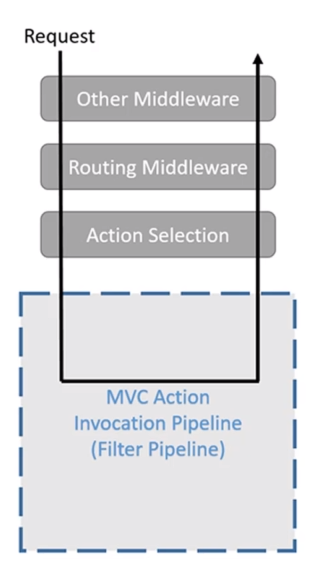 Request
Other Middleware
Routing Middleware
Action Selection
MVC Action
Invocation Pipeline
(Filter Pipeline)